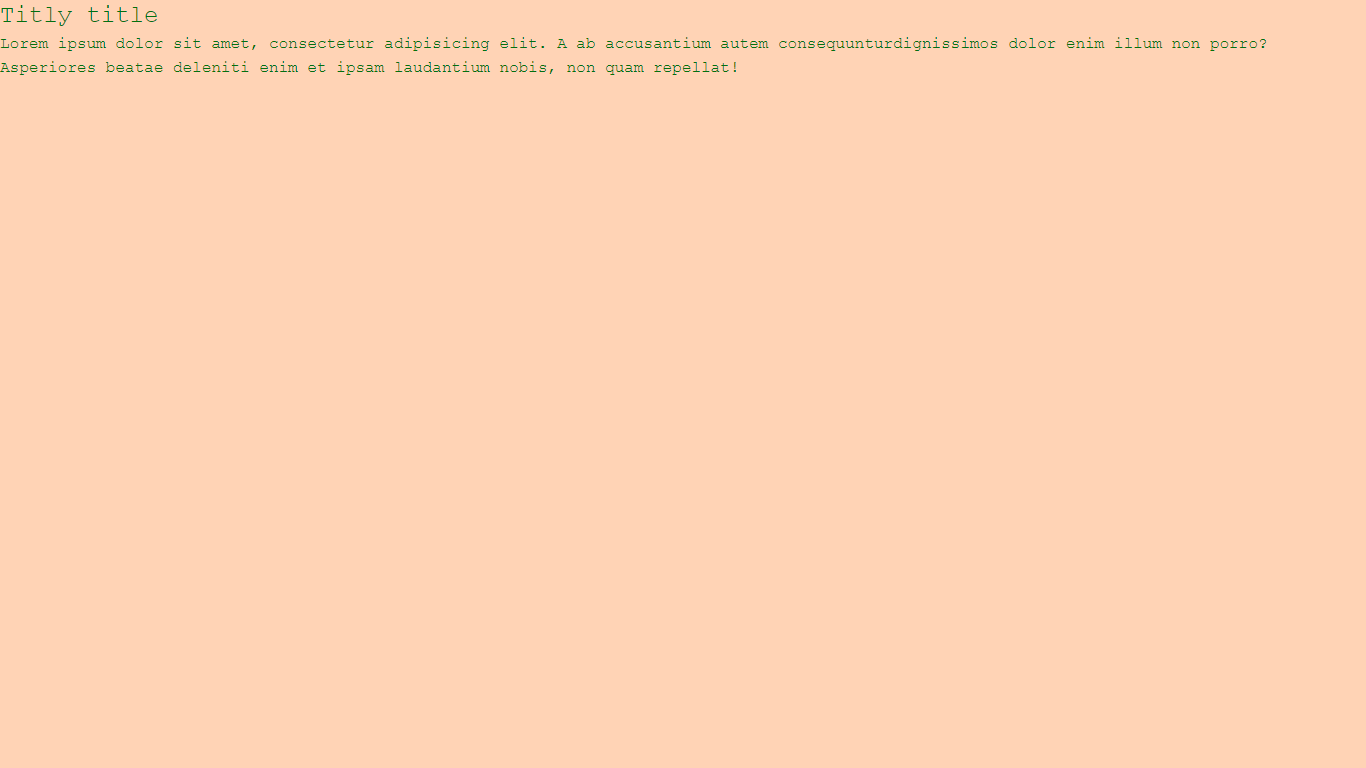 Titly title
Lorem ipsum dolor sit amet, consectetur adipisicing elit. A ab accusantium autem consequunturdignissimos dolor enim illum non porro?
Asperiores beatae deleniti enim et ipsam laudantium nobis, non quam repellat!